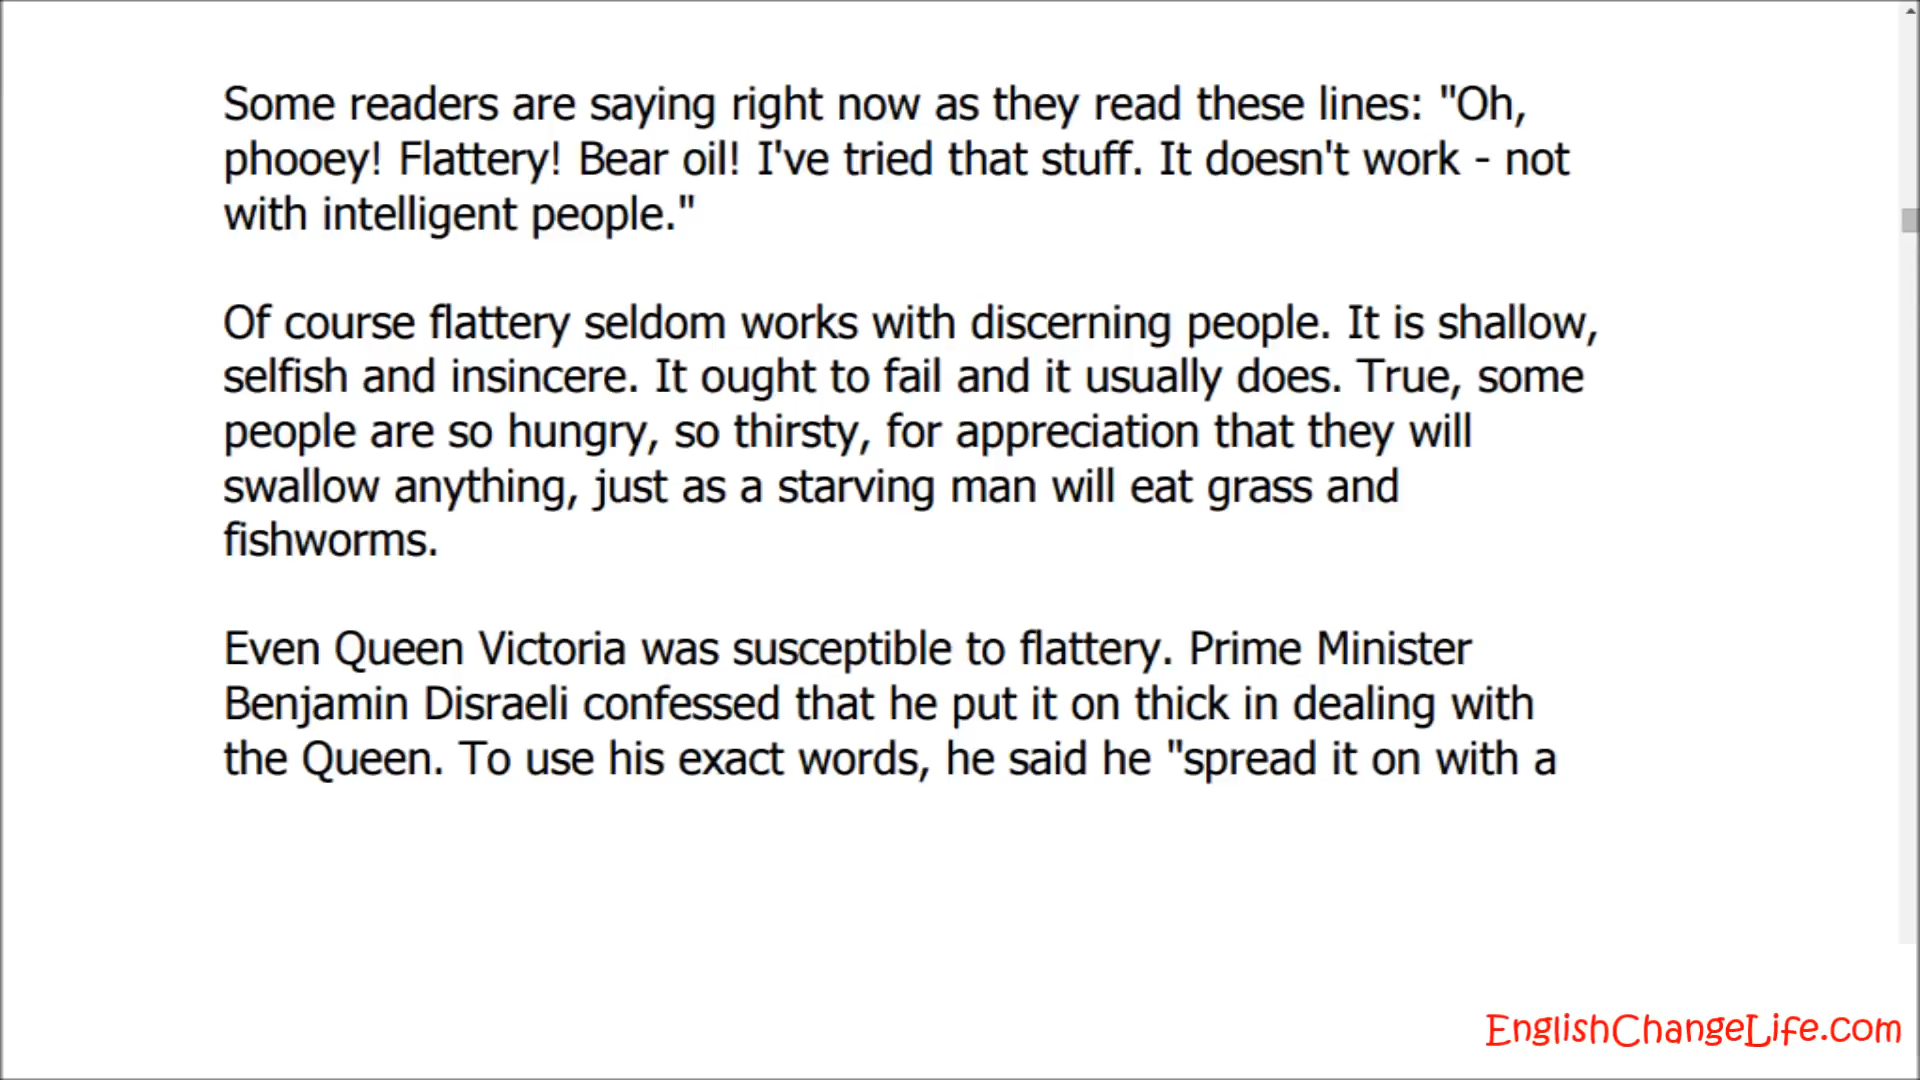 Some readers are saying right now as they read these lines: "Oh,
phooey! Flattery! Bear oil! I've tried that stuff. It doesn't work - not
with intelligent people."
Of course flattery seldom works with discerning people. It is shallow,
selfish and insincere. It ought to fail and it usually does. True, some
people are so hungry, so thirsty, for appreciation that they will
swallow anything, just as a starving man will eat grass and
fishworms.
Even Queen Victoria was susceptible to flattery. Prime Minister
Benjamin Disraeli confessed that he put it on thick in dealing with
the Queen. To use his exact words, he said he "spread it on with a
EnglishChangeLife.com